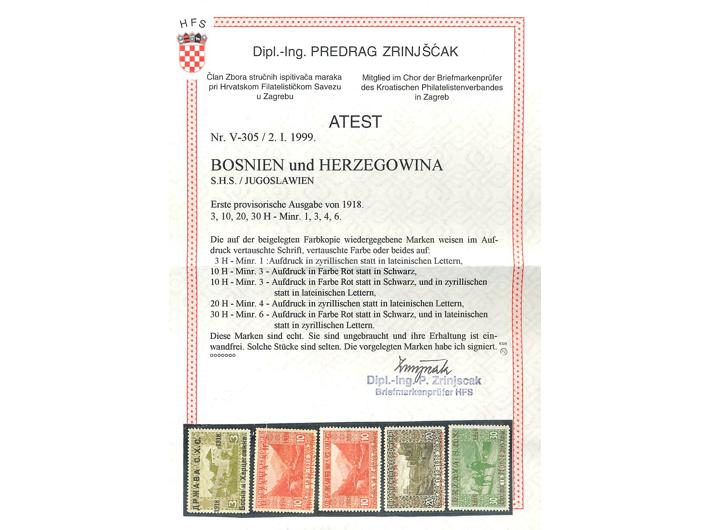 HFS
Dipl.-Ing. PREDRAG ZRINJŠĆAK
Član Zbora stručnih ispitivača maraka
pri Hrvatskom Filatelističkom Savezu
u Zagrebu
Mitglied im Chor der Briefmarkenprüfer
des Kroatischen Philatelistenverbandes
in Zagreb
ATEST
Nr. V-305 / 2. I. 1999.
BOSNIEN und HERZEGOWINA
S.H.S. / JUGOSLAWIEN
Erste provisorische Ausgabe von 1918.
3, 10, 20, 30 H - Minr. 1, 3, 4, 6.
Die auf der beigelegten Farbkopie wiedergegebene Marken weisen im Auf-
druck vertauschte Schrift, vertauschte Farbe oder beides auf:
3 H - Minr. 1 :Aufdruck in zyrillischen statt in lateinischen Lettern,
10 H - Minr. 3 - Aufdruck in Farbe Rot statt in Schwarz,
10 H - Minr. 3 - Aufdruck in Farbe Rot statt in Schwarz, und in zyrillischen
statt in lateinischen Lettern,
20 H - Minr. 4 - Aufdruck in zyrillischen statt in lateinischen Lettern,
30 H - Minr. 6 - Aufdruck in Farbe Rot statt in Schwarz, und in lateinischen
statt in zyrillischen Lettern.
Diese Marken sind echt. Sie sind ungebraucht und ihre Erhaltung ist ein-
wandfrei. Solche Stücke sind selten. Die vorgelegten Marken habe ich signiert.
Dipl.-Ing. P. Zrinjscak
Briefmarkenprüfer HFS
ДРЖАВА С.Х.С.
1918
3
10
10
20
30